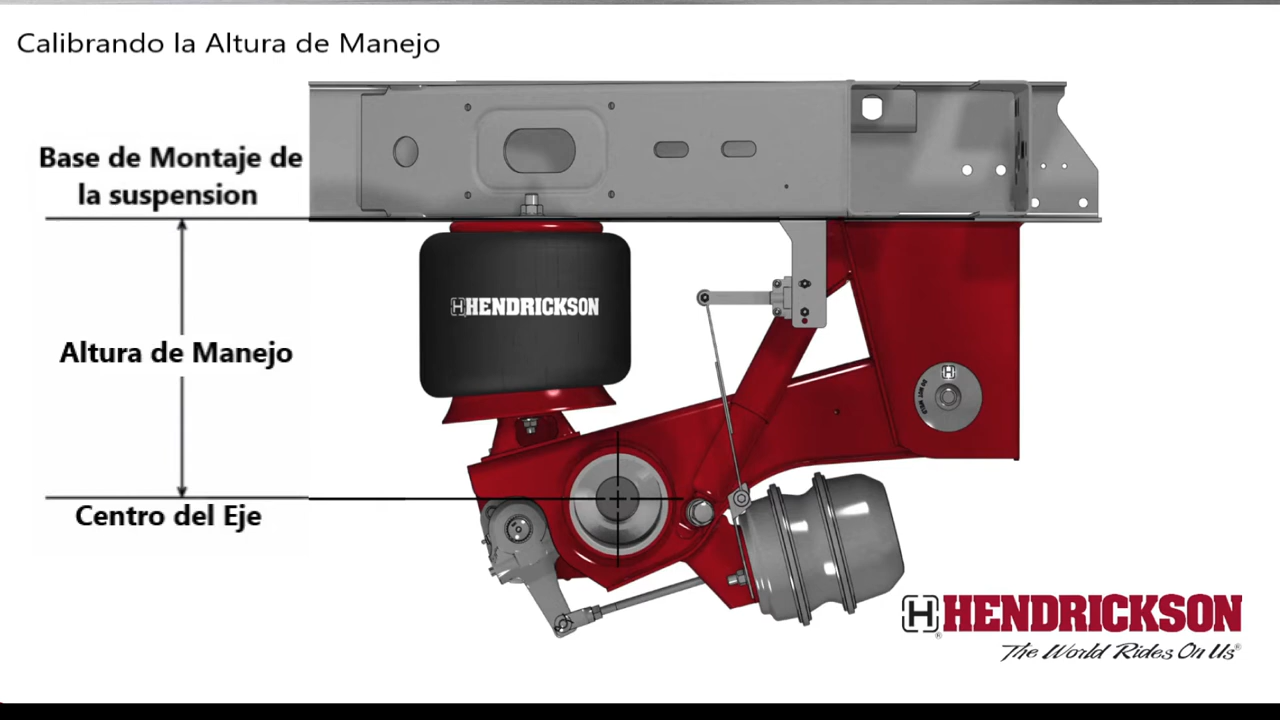 Calibrando la Altura de Manejo
Base de Montaje de
la suspension
HENDRICKSON
Altura de Manejo
Centro del Eje
H HENDRICKSON®
The World Rides On Us®